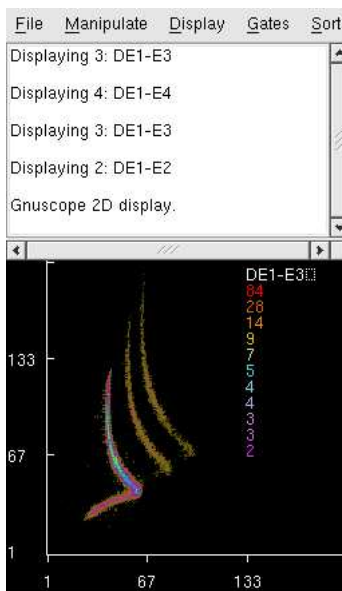 File Manipulate Display Gates Sort
Displaying 3: DE1-E3
Displaying 4: DE1-E4
Displaying 3: DE1-E3
Displaying 2: DE1-E2
Gnuscope 2D display.
DE1-E3
84
28
14
9
7
5
4
4
3
3
2
133
67
1
1 67 133